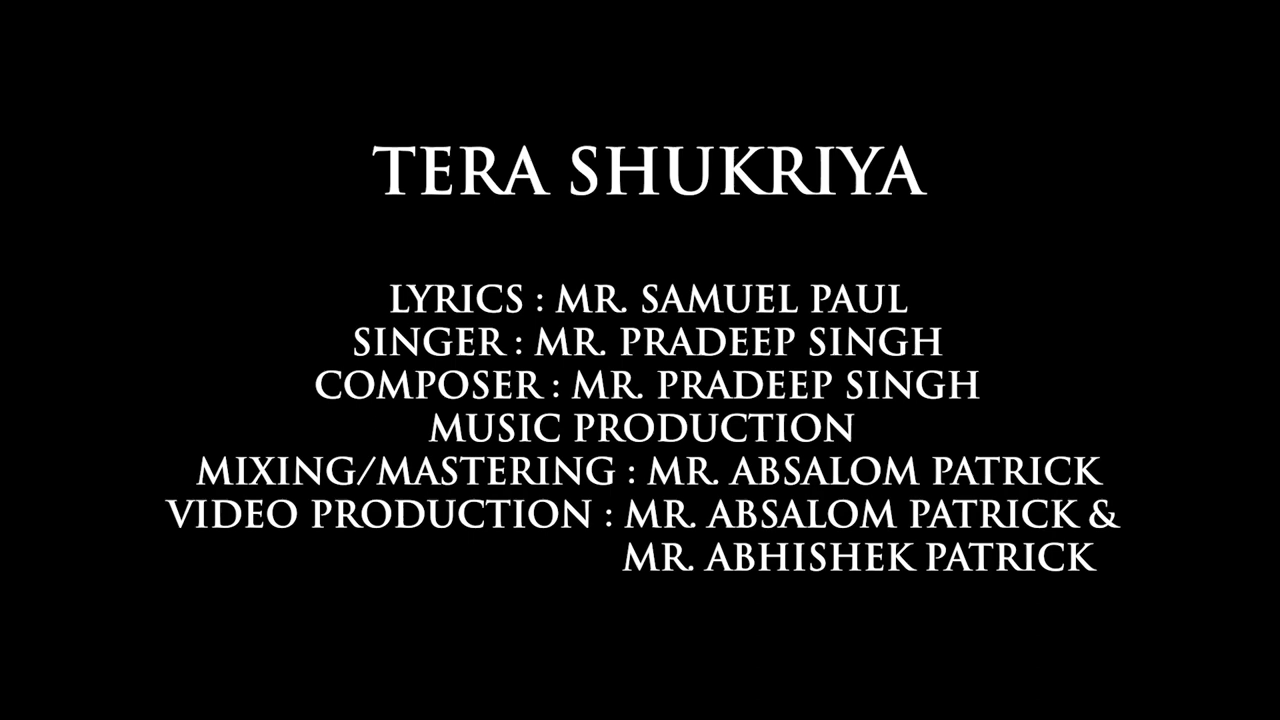 TERA SHUKRIYA
LYRICS : MR. SAMUEL PAUL
SINGER : MR. PRADEEP SINGH
COMPOSER : MR. PRADEEP SINGH
MUSIC PRODUCTION
MIXING/MASTERING : MR. ABSALOM PATRICK
VIDEO PRODUCTION : MR. ABSALOM PATRICK &
MR. ABHISHEK PATRICK